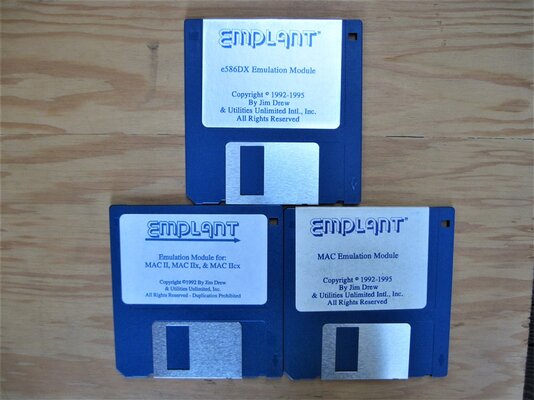 EMPLANT
e586DX Emulation Module
Copyright © 1992-1995
By Jim Drew
& Utilities Unlimited Intl., Inc.
All Rights Reserved
EMPLANT
Emulation Module for:
MAC II, MAC IIx, & MAC IIcx
Copyright ©1992 By Jim Drew
& Utilities Unlimited, Inc.
All Rights Reserved - Duplication Prohibited
EMPLANT
MAC Emulation Module
Copyright © 1992-1995
By Jim Drew
& Utilities Unlimited Intl., Inc.
All Rights Reserved